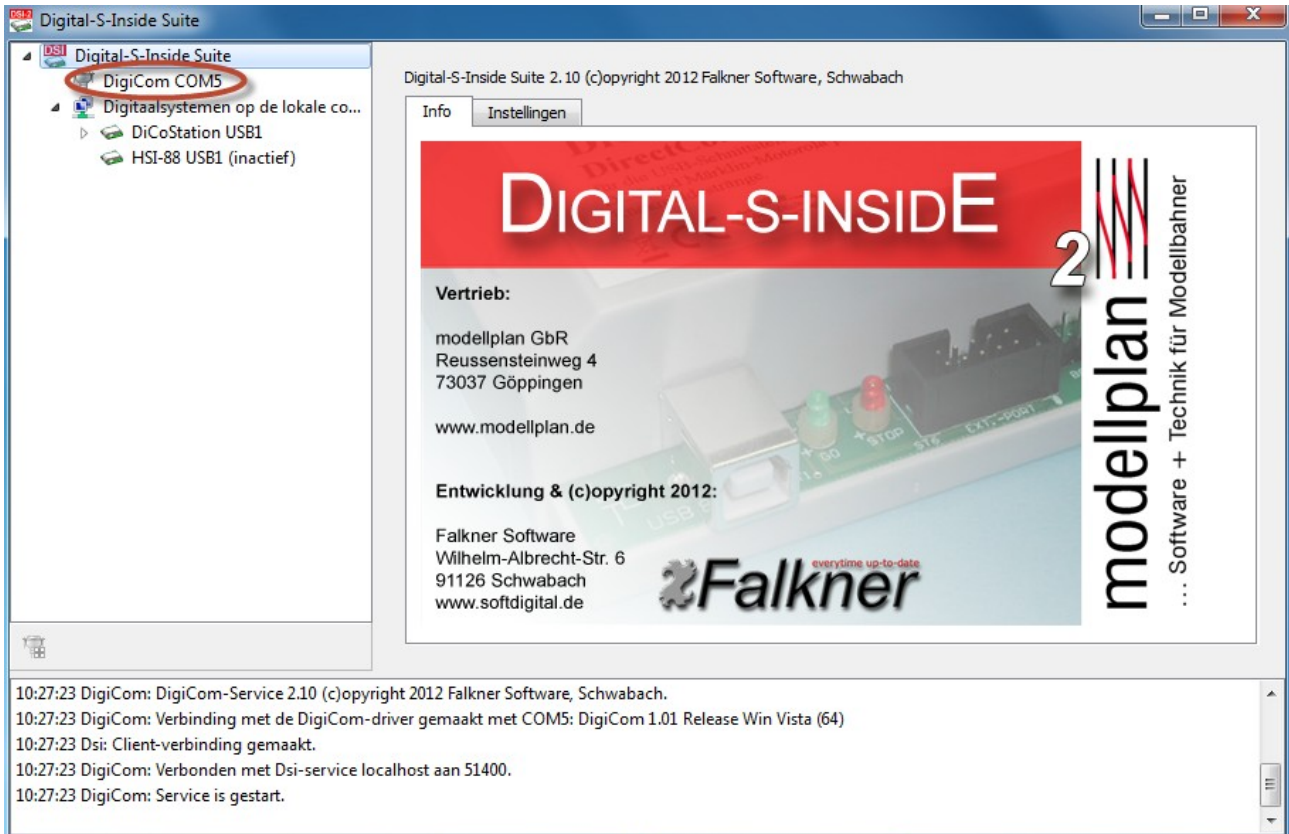 Digital-S-Inside Suite
Digital-S-Inside Suite
DigiCom COM5
Digitaalsystemen op de lokale co...
DiCoStation USB1
HSI-88 USB1 (inactief)
Digital-S-Inside Suite 2.10 (c)opyright 2012 Falkner Software, Schwabach
Info
Instellingen
DIGITAL-S-INSIDE
2
Vertrieb:
modellplan GbR
Reussensteinweg 4
73037 Göppingen
www.modellplan.de
Entwicklung & (c)opyright 2012:
Falkner Software
Wilhelm-Albrecht-Str. 6
91126 Schwabach
www.softdigital.de
everytime up-to-date
Falkner
modellplan
... Software + Technik für Modellbahner
GO
STOP
ST6
EXT.-PORT
USB
10:27:23 DigiCom: DigiCom-Service 2.10 (c)opyright 2012 Falkner Software, Schwabach.
10:27:23 DigiCom: Verbinding met de DigiCom-driver gemaakt met COM5: DigiCom 1.01 Release Win Vista (64)
10:27:23 Dsi: Client-verbinding gemaakt.
10:27:23 DigiCom: Verbonden met Dsi-service localhost aan 51400.
10:27:23 DigiCom: Service is gestart.